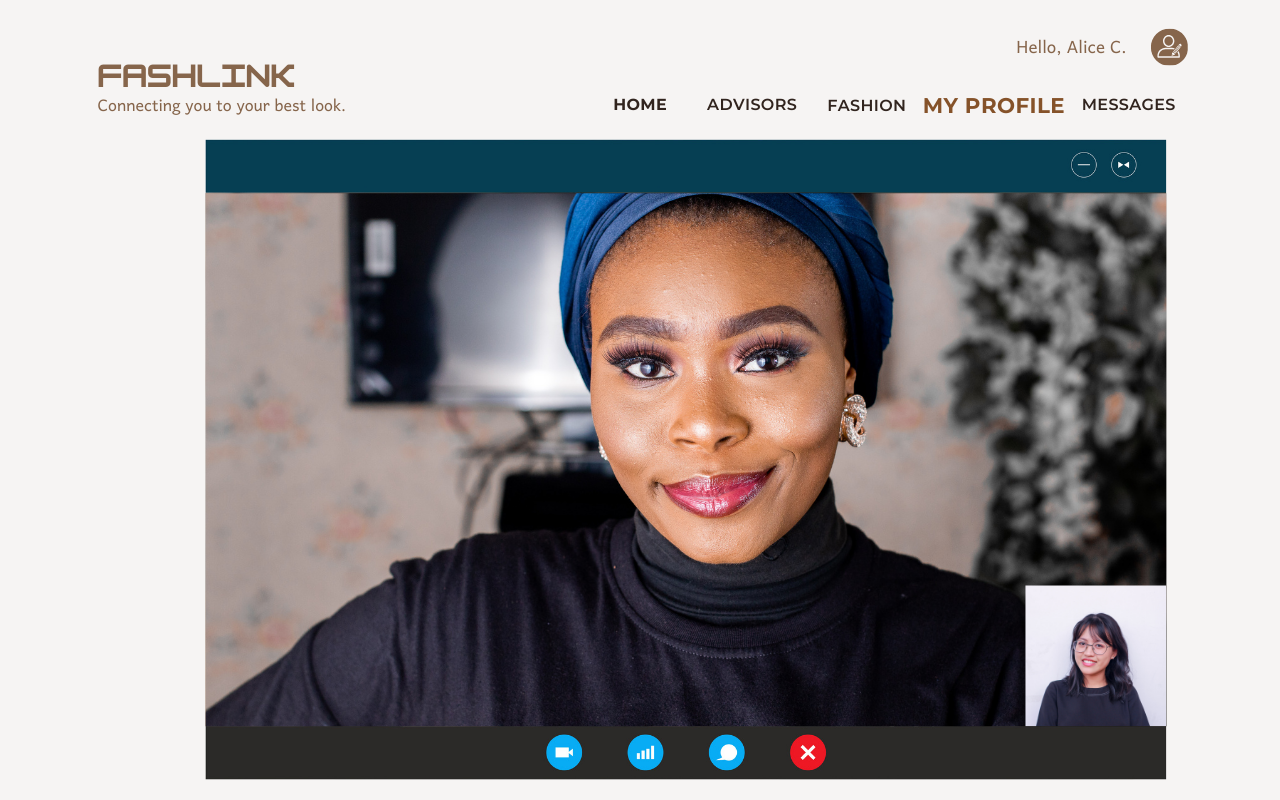 Hello, Alice C.
FASHLINK
Connecting you to your best look.
HOME ADVISORS FASHION MY PROFILE MESSAGES